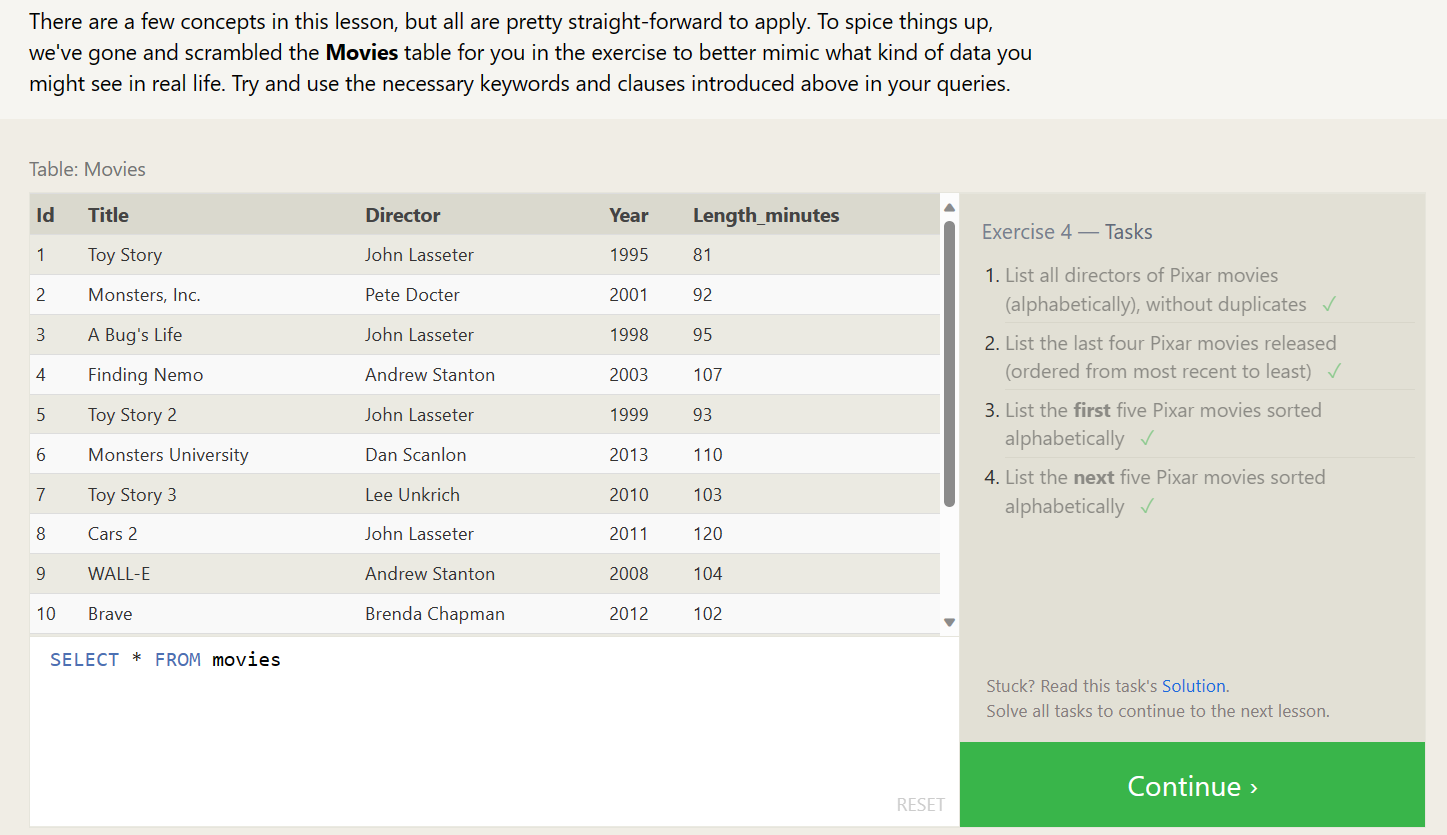 There are a few concepts in this lesson, but all are pretty straight-forward to apply. To spice things up,
we've gone and scrambled the Movies table for you in the exercise to better mimic what kind of data you
might see in real life. Try and use the necessary keywords and clauses introduced above in your queries.
Table: Movies
Id Title Director Year Length_minutes
1 Toy Story John Lasseter 1995 81
2 Monsters, Inc. Pete Docter 2001 92
3 A Bug's Life John Lasseter 1998 95
4 Finding Nemo Andrew Stanton 2003 107
5 Toy Story 2 John Lasseter 1999 93
6 Monsters University Dan Scanlon 2013 110
7 Toy Story 3 Lee Unkrich 2010 103
8 Cars 2 John Lasseter 2011 120
9 WALL-E Andrew Stanton 2008 104
10 Brave Brenda Chapman 2012 102
SELECT * FROM movies
RESET
Exercise 4 — Tasks
1. List all directors of Pixar movies
(alphabetically), without duplicates ✓
2. List the last four Pixar movies released
(ordered from most recent to least) ✓
3. List the first five Pixar movies sorted
alphabetically ✓
4. List the next five Pixar movies sorted
alphabetically ✓
Stuck? Read this task's Solution.
Solve all tasks to continue to the next lesson.
Continue ›